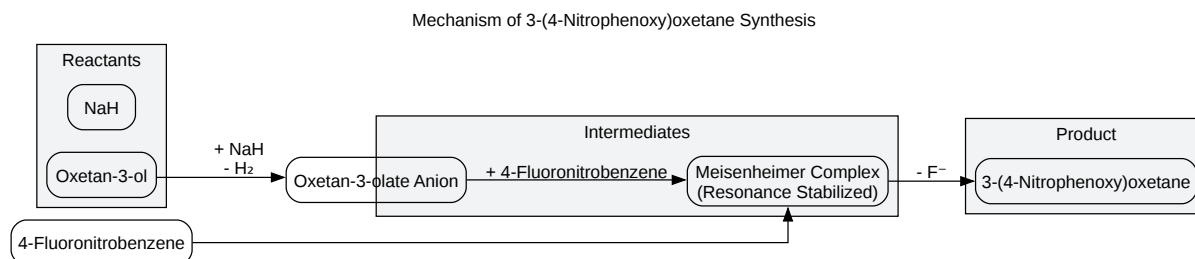 Mechanism of 3-(4-Nitrophenoxy)oxetane Synthesis
Reactants
NaH
Oxetan-3-ol
4-Fluoronitrobenzene
+ NaH
- H₂
Intermediates
Oxetan-3-olate Anion
+ 4-Fluoronitrobenzene
Meisenheimer Complex
(Resonance Stabilized)
- F⁻
Product
3-(4-Nitrophenoxy)oxetane